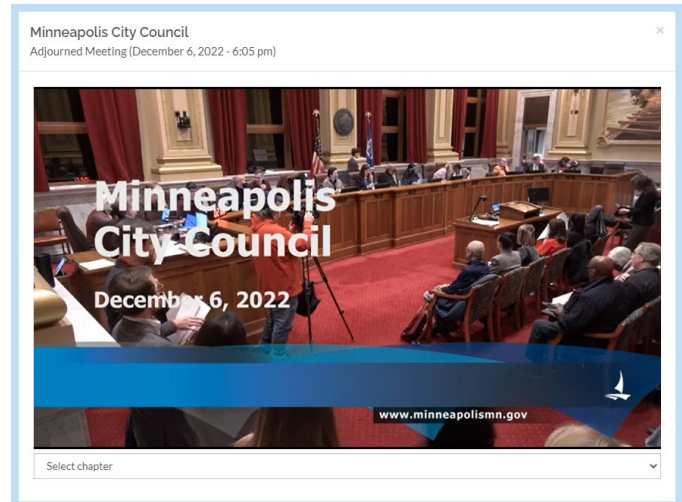 Minneapolis City Council
×
Adjourned Meeting (December 6, 2022 - 6:05 pm)
Minneapolis
City Council
December 6, 2022
www.minneapolismn.gov
Select chapter